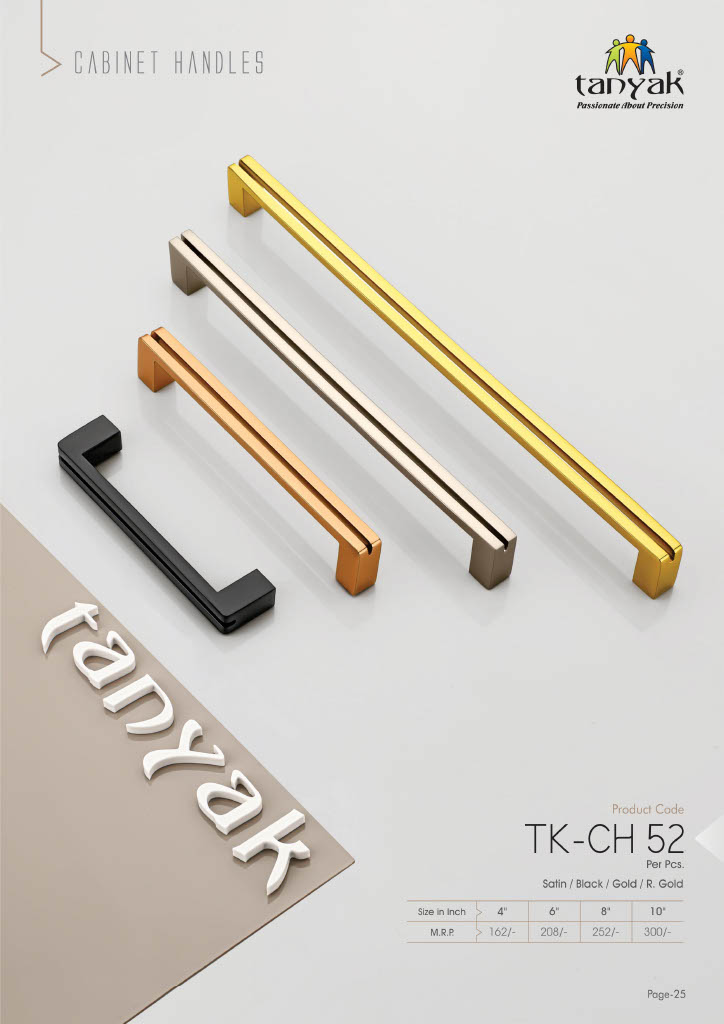 CABINET HANDLES
tanyak®
Passionate About Precision
tanyak
Product Code
TK-CH 52
Per Pcs.
Satin / Black / Gold / R. Gold
Size in Inch 4" 6" 8" 10"
M.R.P. 162/- 208/- 252/- 300/-
Page-25